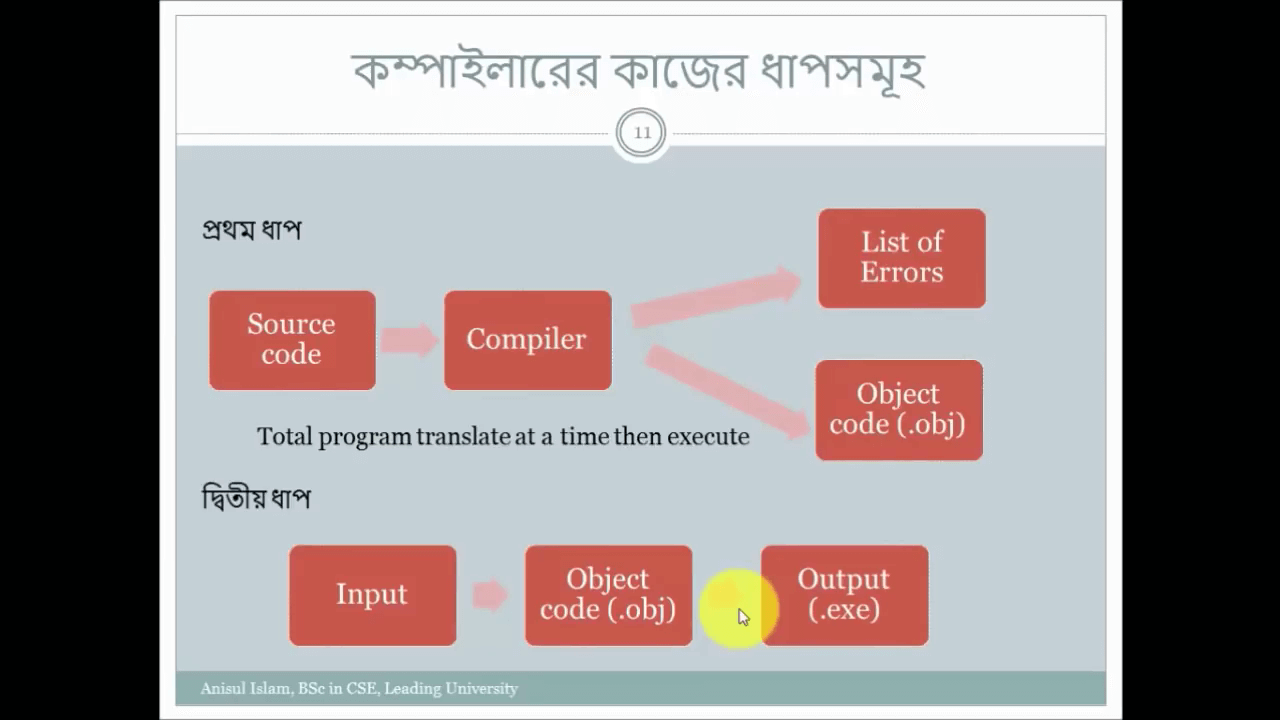 কম্পাইলারের কাজের ধাপসমূহ
11
প্রথম ধাপ
List of
Errors
Source
code
Compiler
Object
code (.obj)
Total program translate at a time then execute
দ্বিতীয় ধাপ
Input
Object
code (.obj)
Output
(.exe)
Anisul Islam, BSc in CSE, Leading University